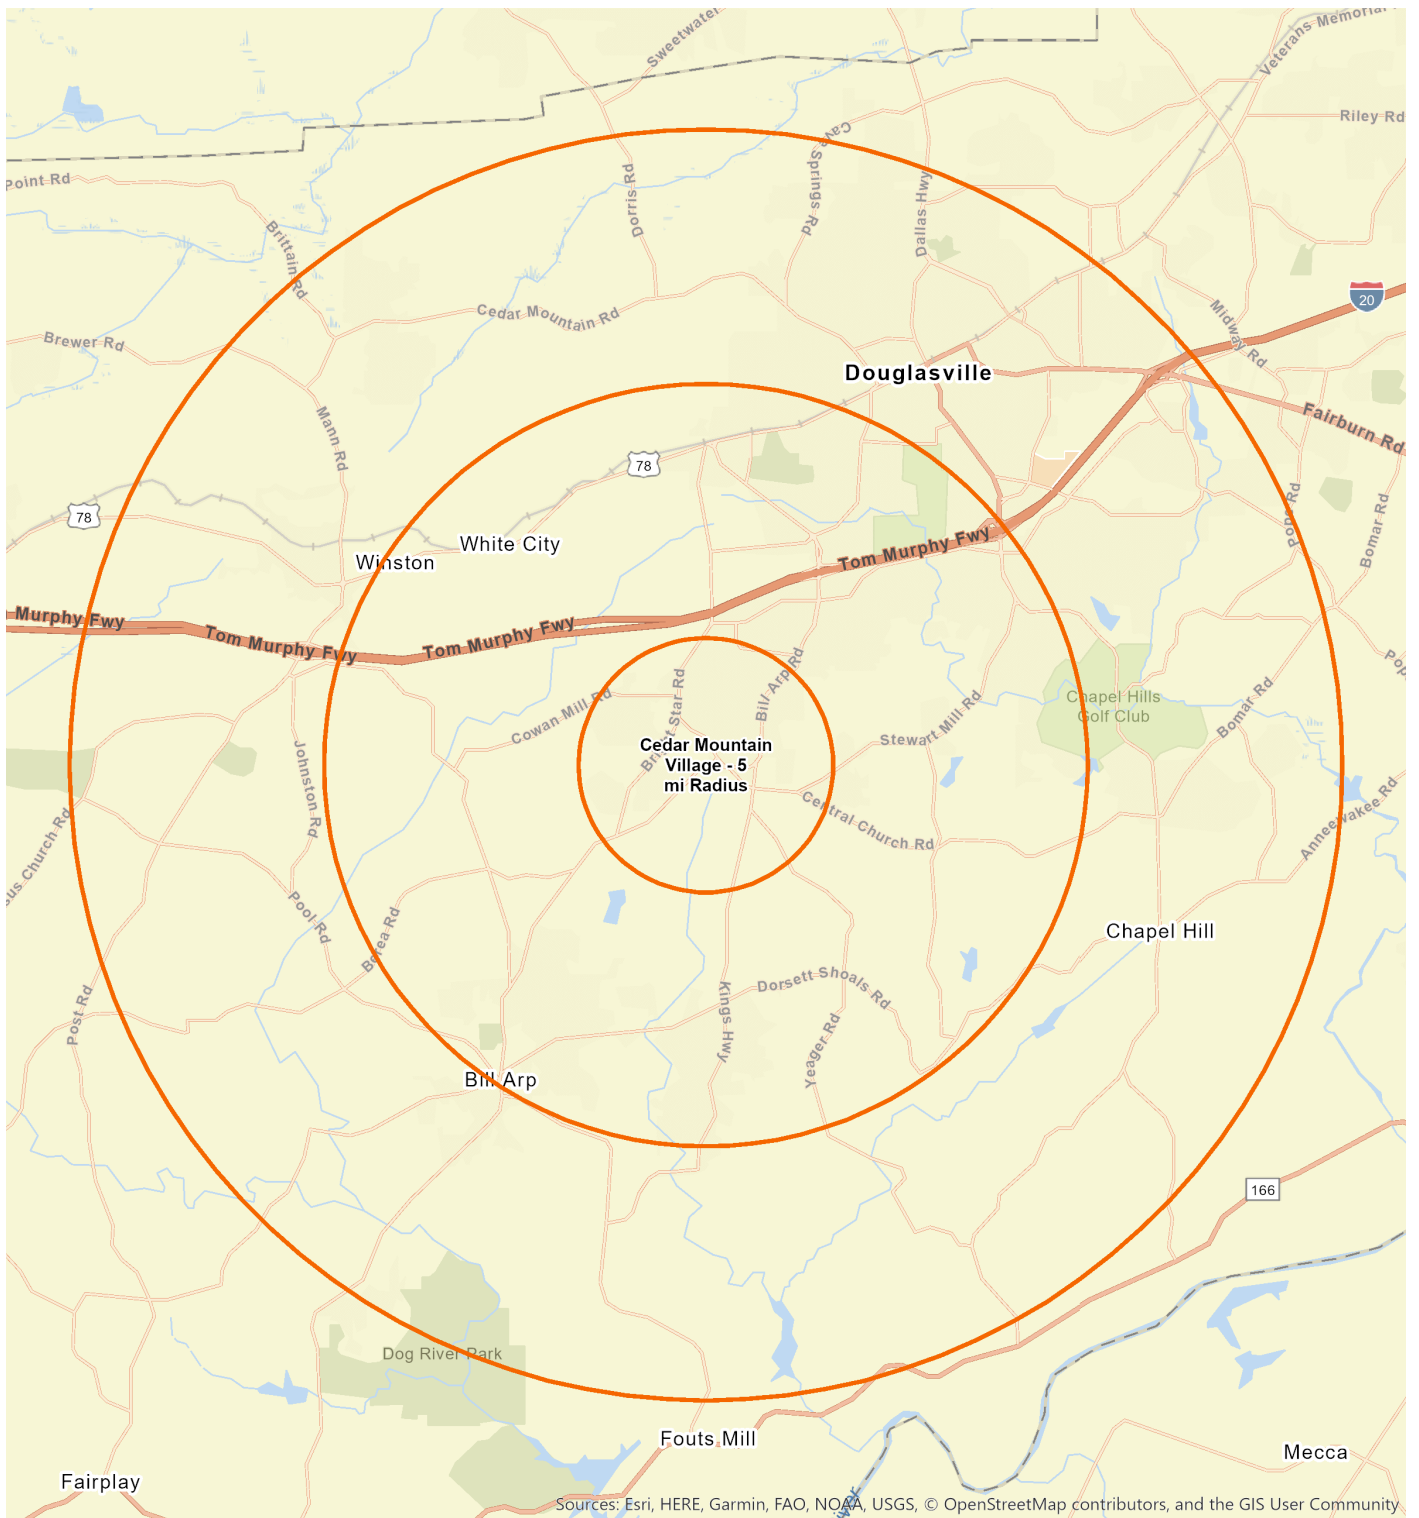 Sweetwater
Veterans Memorial
Riley Rd
Cave Springs Rd
Point Rd
Dorris Rd
Dallas Hwy
Brittain Rd
20
Cedar Mountain Rd
Midway Rd
Brewer Rd
Douglasville
Mann Rd
Fairburn Rd
78
78
Pope Rd
Bomar Rd
White City
Winston
Tom Murphy Fwy
Murphy Fwy
Tom Murphy Fwy
Tom Murphy Fwy
Bill Arp Rd
Pop
Bright Star Rd
Cowan Mill Rd
Chapel Hills
Golf Club
Bomar Rd
Stewart Mill Rd
Cedar Mountain
Village - 5
mi Radius
Johnston Rd
Central Church Rd
Anneewakee Rd
sus Church Rd
Pool Rd
Berea Rd
Chapel Hill
Dorsett Shoals Rd
Post Rd
Kings Hwy
Yeager Rd
Bill Arp
166
Dog River Park
Fouts Mill
Mecca
Fairplay
Sources: Esri, HERE, Garmin, FAO, NOAA, USGS, © OpenStreetMap contributors, and the GIS User Community